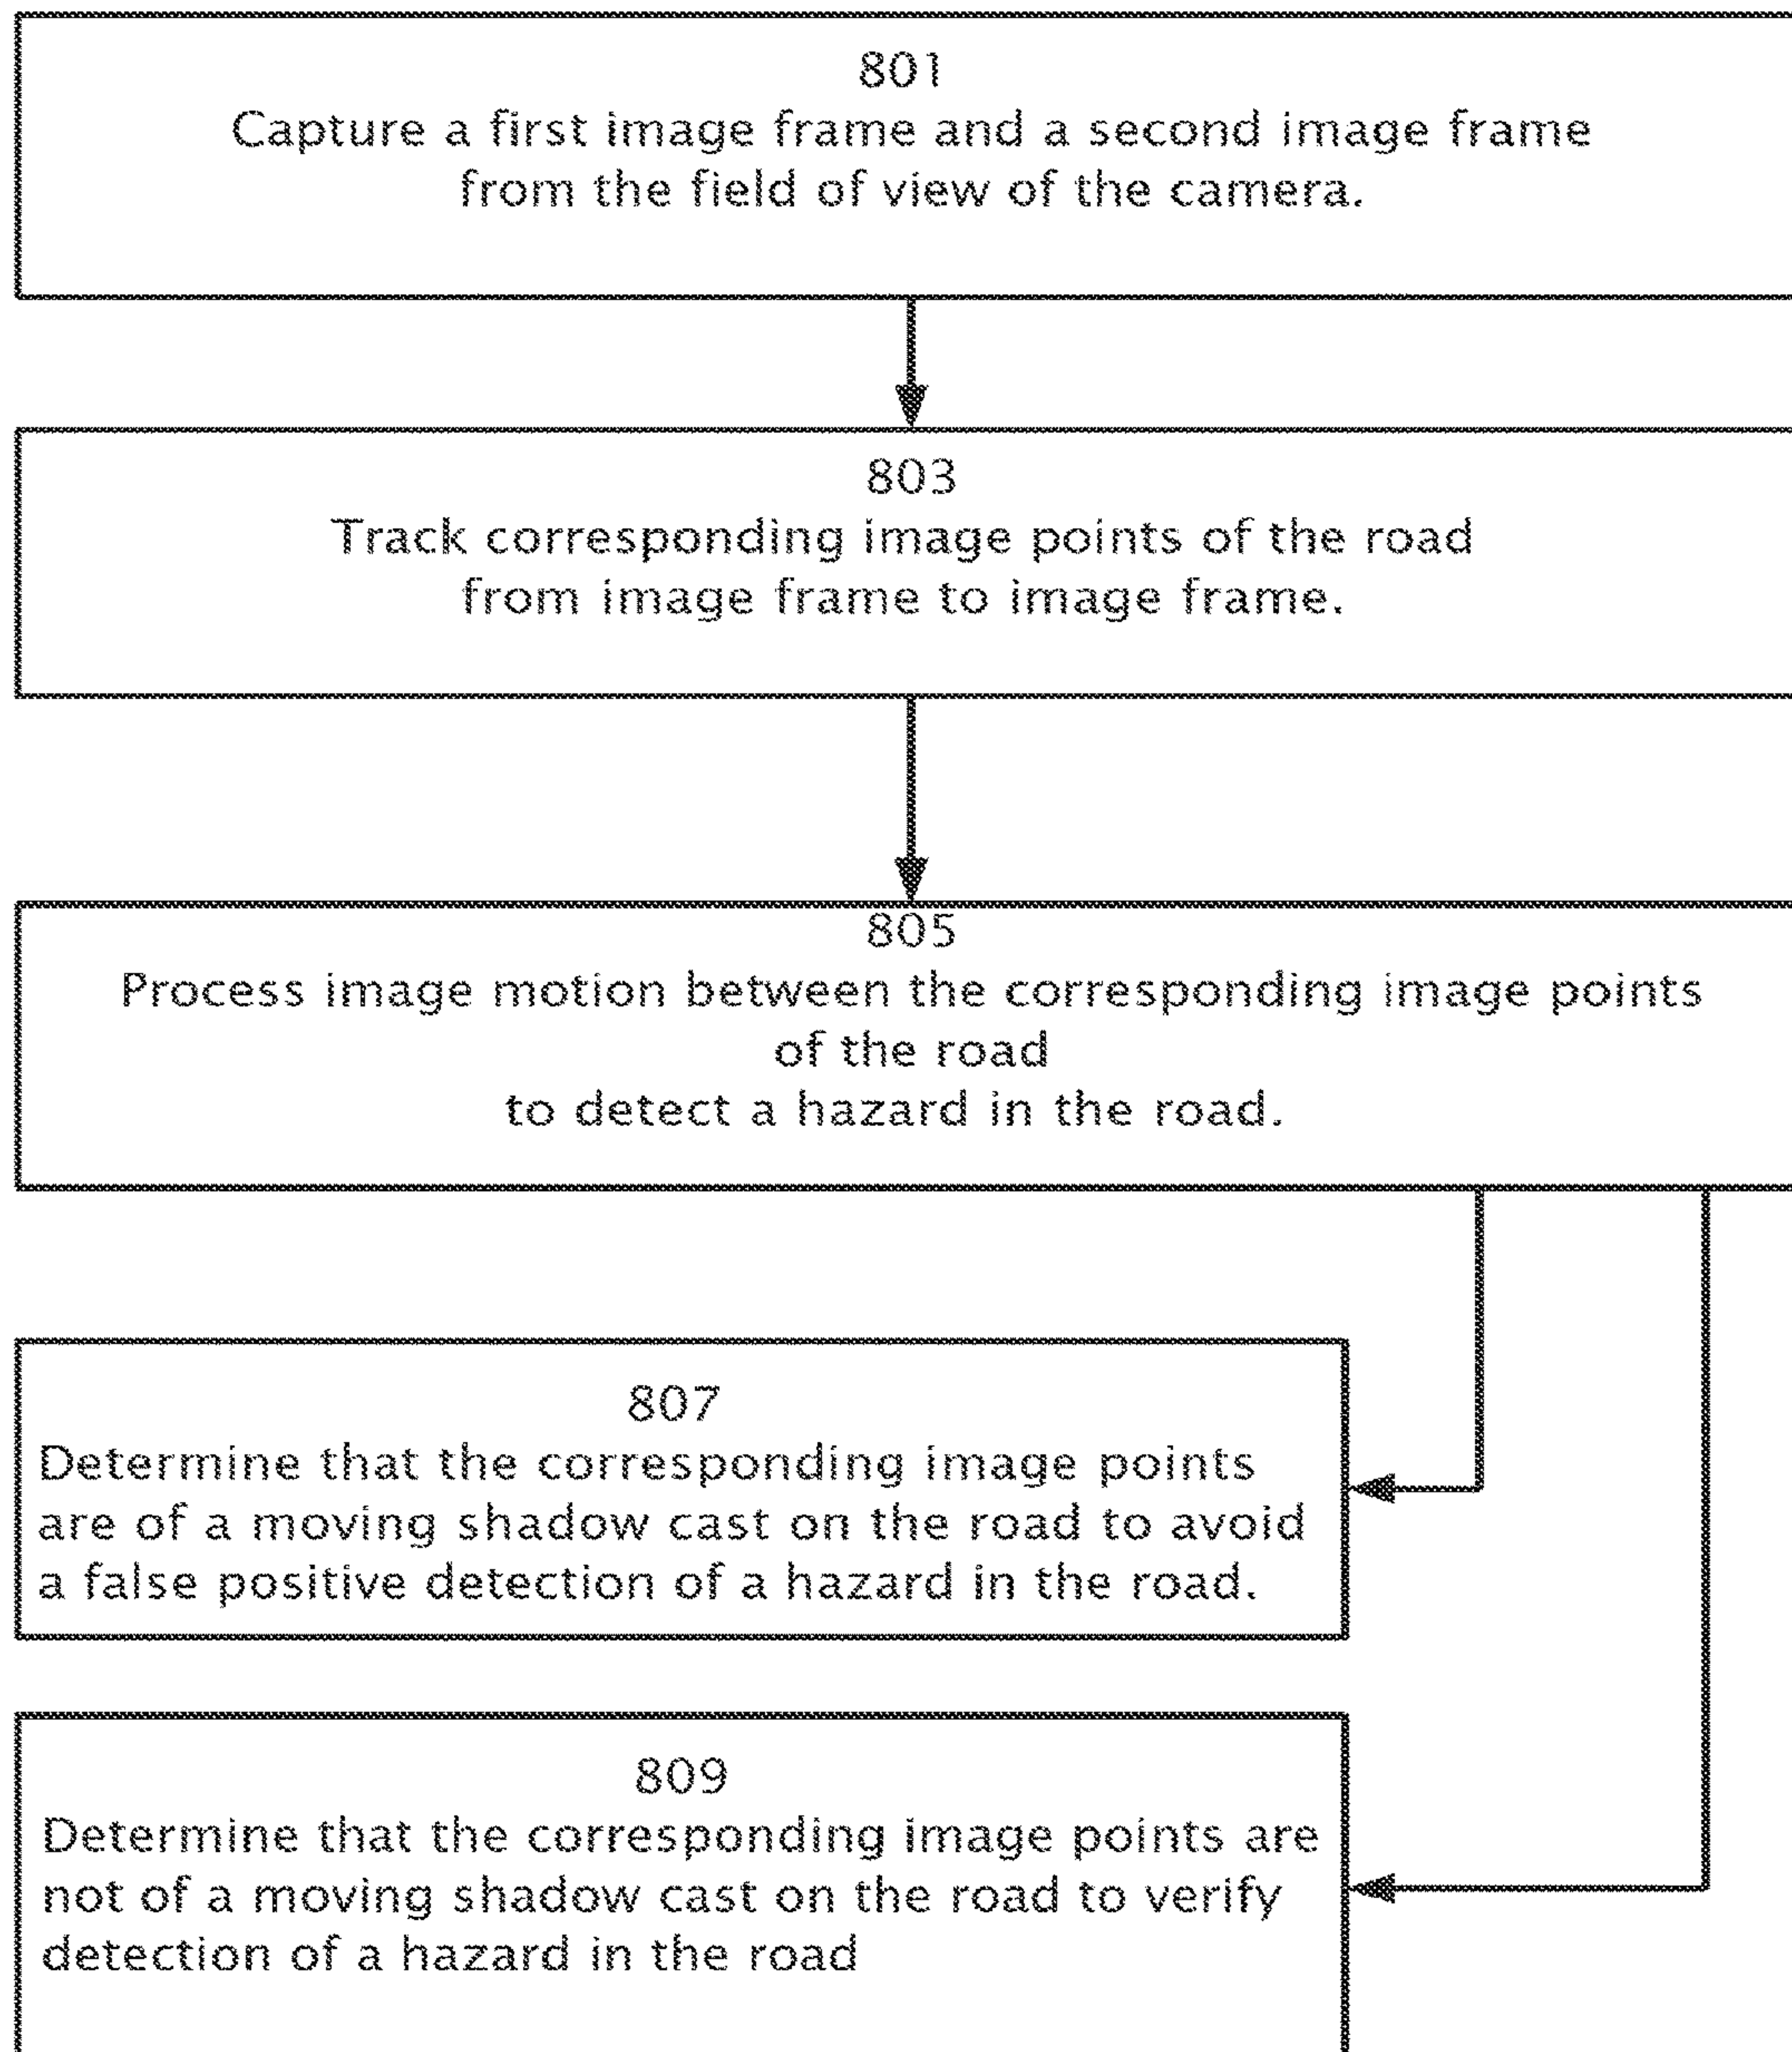 801
Capture a first image frame and a second image frame
from the field of view of the camera.
803
Track corresponding image points of the road
from image frame to image frame.
805
Process image motion between the corresponding image points
of the road
to detect a hazard in the road.
807
Determine that the corresponding image points
are of a moving shadow cast on the road to avoid
a false positive detection of a hazard in the road.
809
Determine that the corresponding image points are
not of a moving shadow cast on the road to verify
detection of a hazard in the road